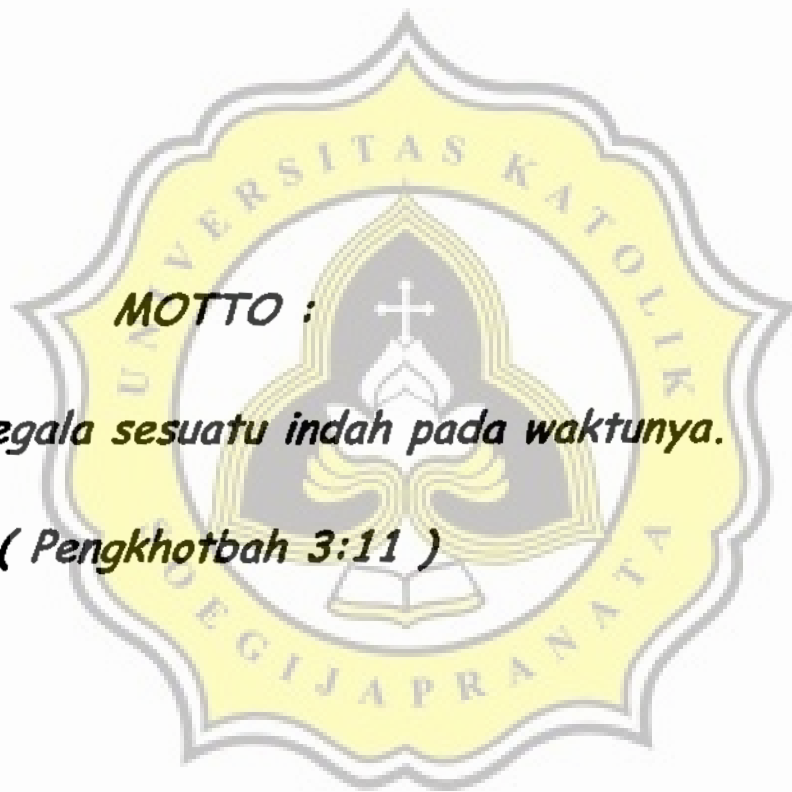 UNIVERSITAS KATOLIK
MOTTO :
egala sesuatu indah pada waktunya.
( Pengkhotbah 3:11 )
SOEGIJAPRANATA